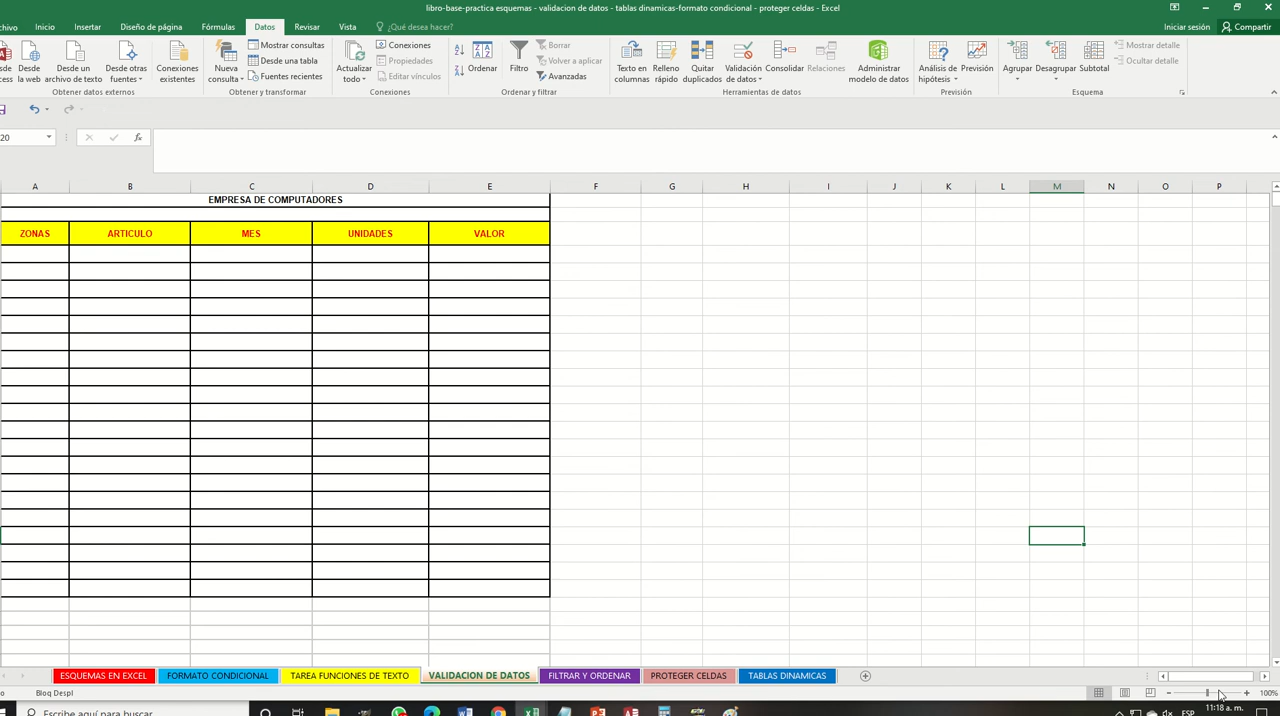 libro-base-practica esquemas - validacion de datos - tablas dinamicas-formato condicional - proteger celdas - Excel
Inicio Insertar Diseño de página Fórmulas Datos Revisar Vista ¿Qué desea hacer? Iniciar sesión Compartir
Desde la web
Desde un archivo de texto
Desde otras fuentes
Conexiones existentes
Obtener datos externos
Nueva consulta
Mostrar consultas
Desde una tabla
Fuentes recientes
Obtener y transformar
Actualizar todo
Conexiones
Propiedades
Editar vínculos
Conexiones
Ordenar
Filtro
Borrar
Volver a aplicar
Avanzadas
Ordenar y filtrar
Texto en columnas
Relleno rápido
Quitar duplicados
Validación de datos
Consolidar
Relaciones
Administrar modelo de datos
Herramientas de datos
Análisis de hipótesis
Previsión
Previsión
Agrupar
Desagrupar
Subtotal
Mostrar detalle
Ocultar detalle
Esquema
20 fx
A B C D E F G H I J K L M N O P
EMPRESA DE COMPUTADORES
ZONAS ARTICULO MES UNIDADES VALOR
ESQUEMAS EN EXCEL FORMATO CONDICIONAL TAREA FUNCIONES DE TEXTO VALIDACION DE DATOS FILTRAR Y ORDENAR PROTEGER CELDAS TABLAS DINAMICAS
Bloq Despl 100%
Escribe aquí para buscar ESP 11:18 a. m.